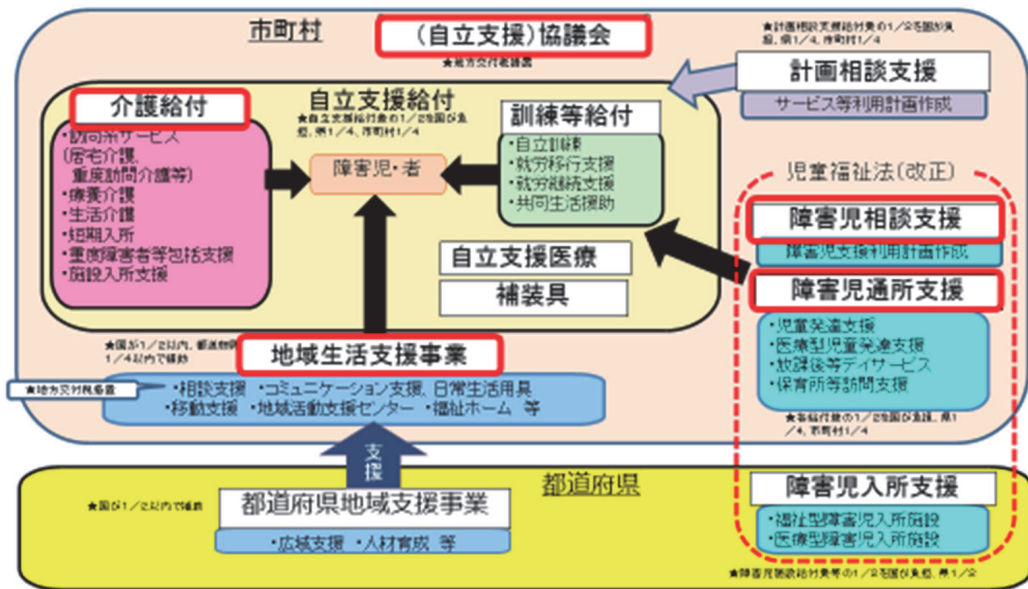 市町村
(自立支援)協議会
★地方交付税措置
★計画相談支援給付費の1/2を国が負
担、県1/4、市町村1/4
計画相談支援
サービス等利用計画作成
介護給付
・訪問系サービス
(居宅介護、
重度訪問介護等)
・療養介護
・生活介護
・短期入所
・重度障害者等包括支援
・施設入所支援
自立支援給付
★自立支援給付費の1/2を国が負
担、県1/4、市町村1/4
障害児・者
訓練等給付
・自立訓練
・就労移行支援
・就労継続支援
・共同生活援助
自立支援医療
補装具
児童福祉法(改正)
障害児相談支援
障害児支援利用計画作成
障害児通所支援
・児童発達支援
・医療型児童発達支援
・放課後等デイサービス
・保育所等訪問支援
★各給付費の1/2を国が負担、県1
/4、市町村1/4
★国が1/2以内、都道府県
1/4以内で補助
地域生活支援事業
★地方交付税措置
・相談支援 ・コミュニケーション支援、日常生活用具
・移動支援 ・地域活動支援センター ・福祉ホーム 等
支援
都道府県
★国が1/2以内で補助
都道府県地域支援事業
・広域支援 ・人材育成 等
障害児入所支援
・福祉型障害児入所施設
・医療型障害児入所施設
★障害児施設給付費等の1/2を国が負担、県1/2